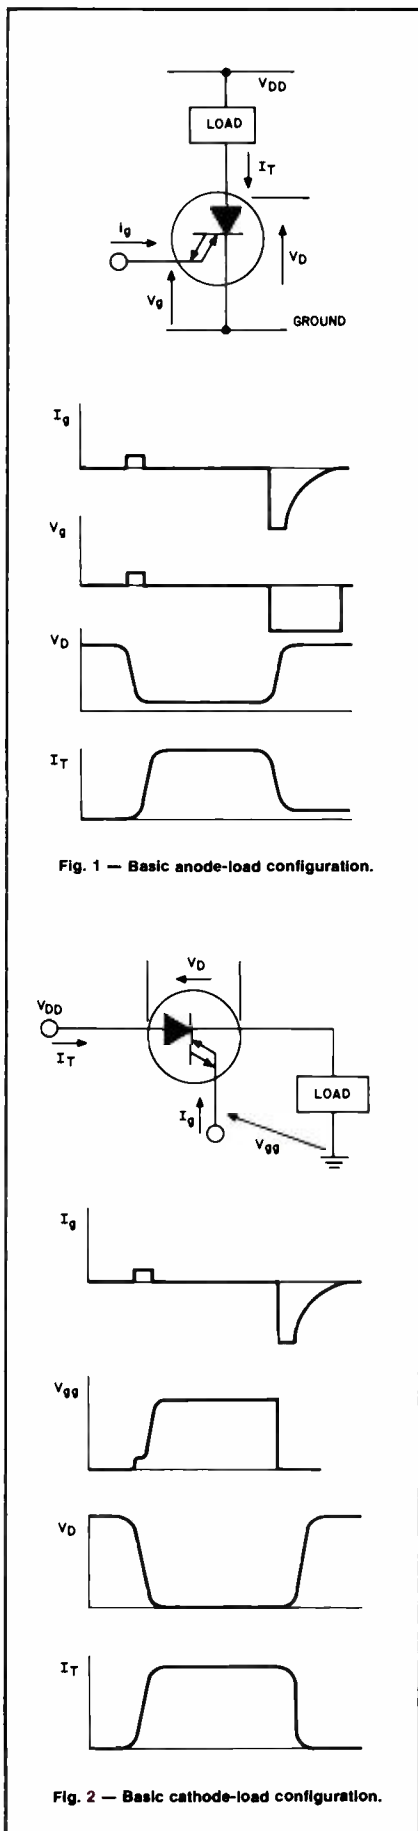 VDD
LOAD
IT
Ig
VD
Vg
GROUND
Ig
Vg
VD
IT
Fig. 1 — Basic anode-load configuration.
VD
VDD
IT
LOAD
Ig
Vgg
Ig
Vgg
VD
IT
Fig. 2 — Basic cathode-load configuration.